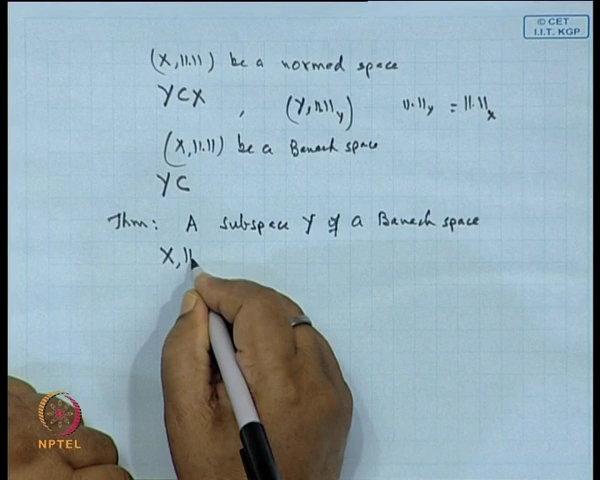 © CET
I.I.T. KGP
(X, ||.||) be a normed space
Y⊂X , (Y, ||.||_Y) ||.||_Y = ||.||_X
(X, ||.||) be a Banach space
Y⊂
Thm: A subspace Y of a Banach space
X, ||
NPTEL